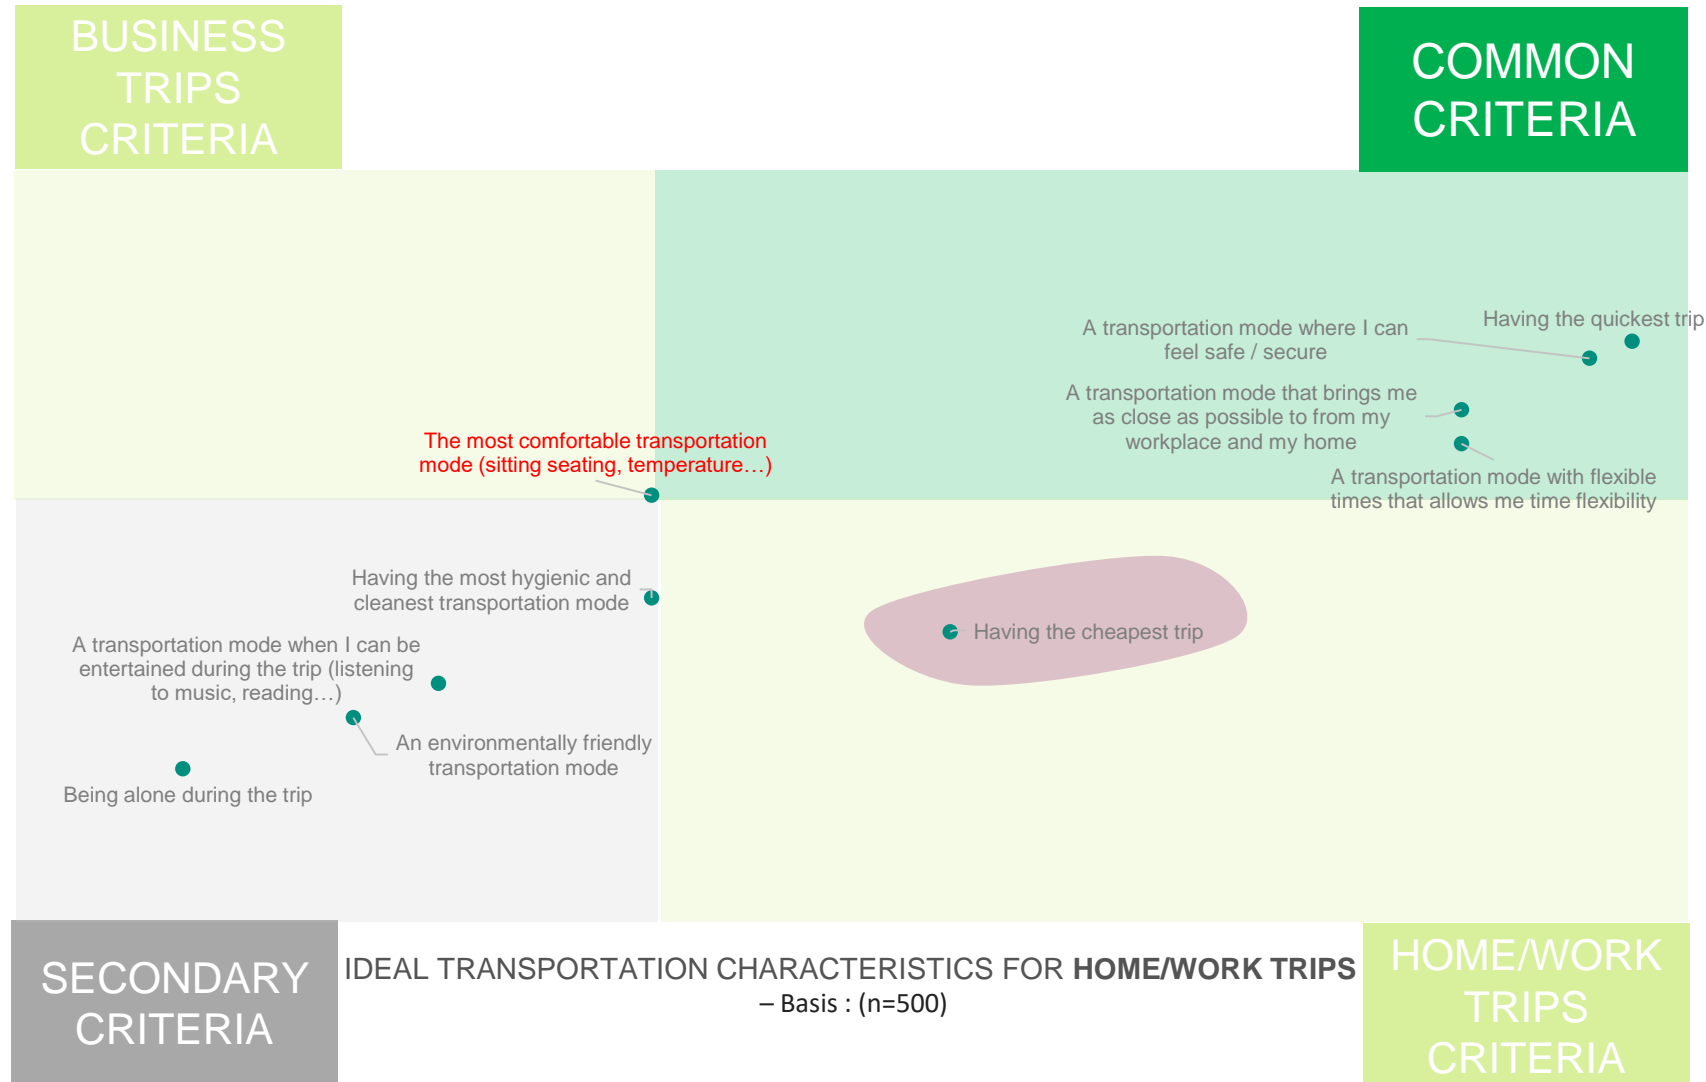 BUSINESS
TRIPS
CRITERIA
COMMON
CRITERIA
Having the quickest trip
A transportation mode where I can
feel safe / secure
A transportation mode that brings me
as close as possible to from my
workplace and my home
The most comfortable transportation
mode (sitting seating, temperature…)
A transportation mode with flexible
times that allows me time flexibility
Having the most hygienic and
cleanest transportation mode
Having the cheapest trip
A transportation mode when I can be
entertained during the trip (listening
to music, reading…)
An environmentally friendly
transportation mode
Being alone during the trip
SECONDARY
CRITERIA
IDEAL TRANSPORTATION CHARACTERISTICS FOR HOME/WORK TRIPS
– Basis : (n=500)
HOME/WORK
TRIPS
CRITERIA